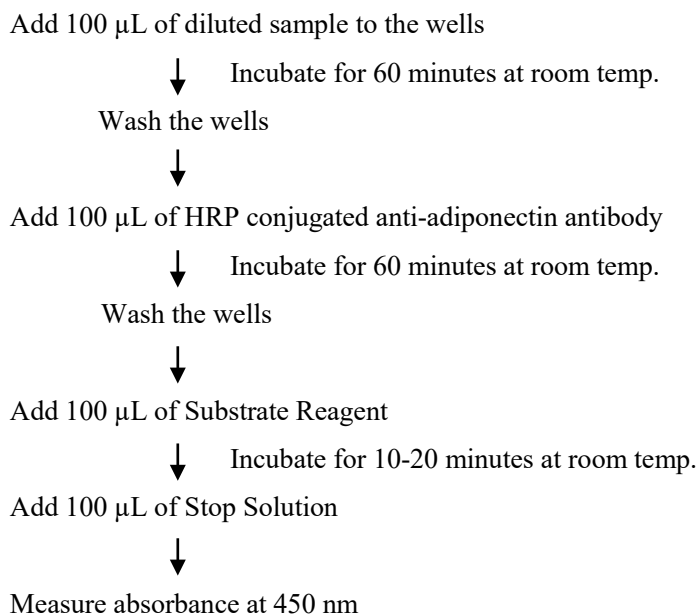 Add 100 µL of diluted sample to the wells
Incubate for 60 minutes at room temp.
Wash the wells
Add 100 µL of HRP conjugated anti-adiponectin antibody
Incubate for 60 minutes at room temp.
Wash the wells
Add 100 µL of Substrate Reagent
Incubate for 10-20 minutes at room temp.
Add 100 µL of Stop Solution
Measure absorbance at 450 nm